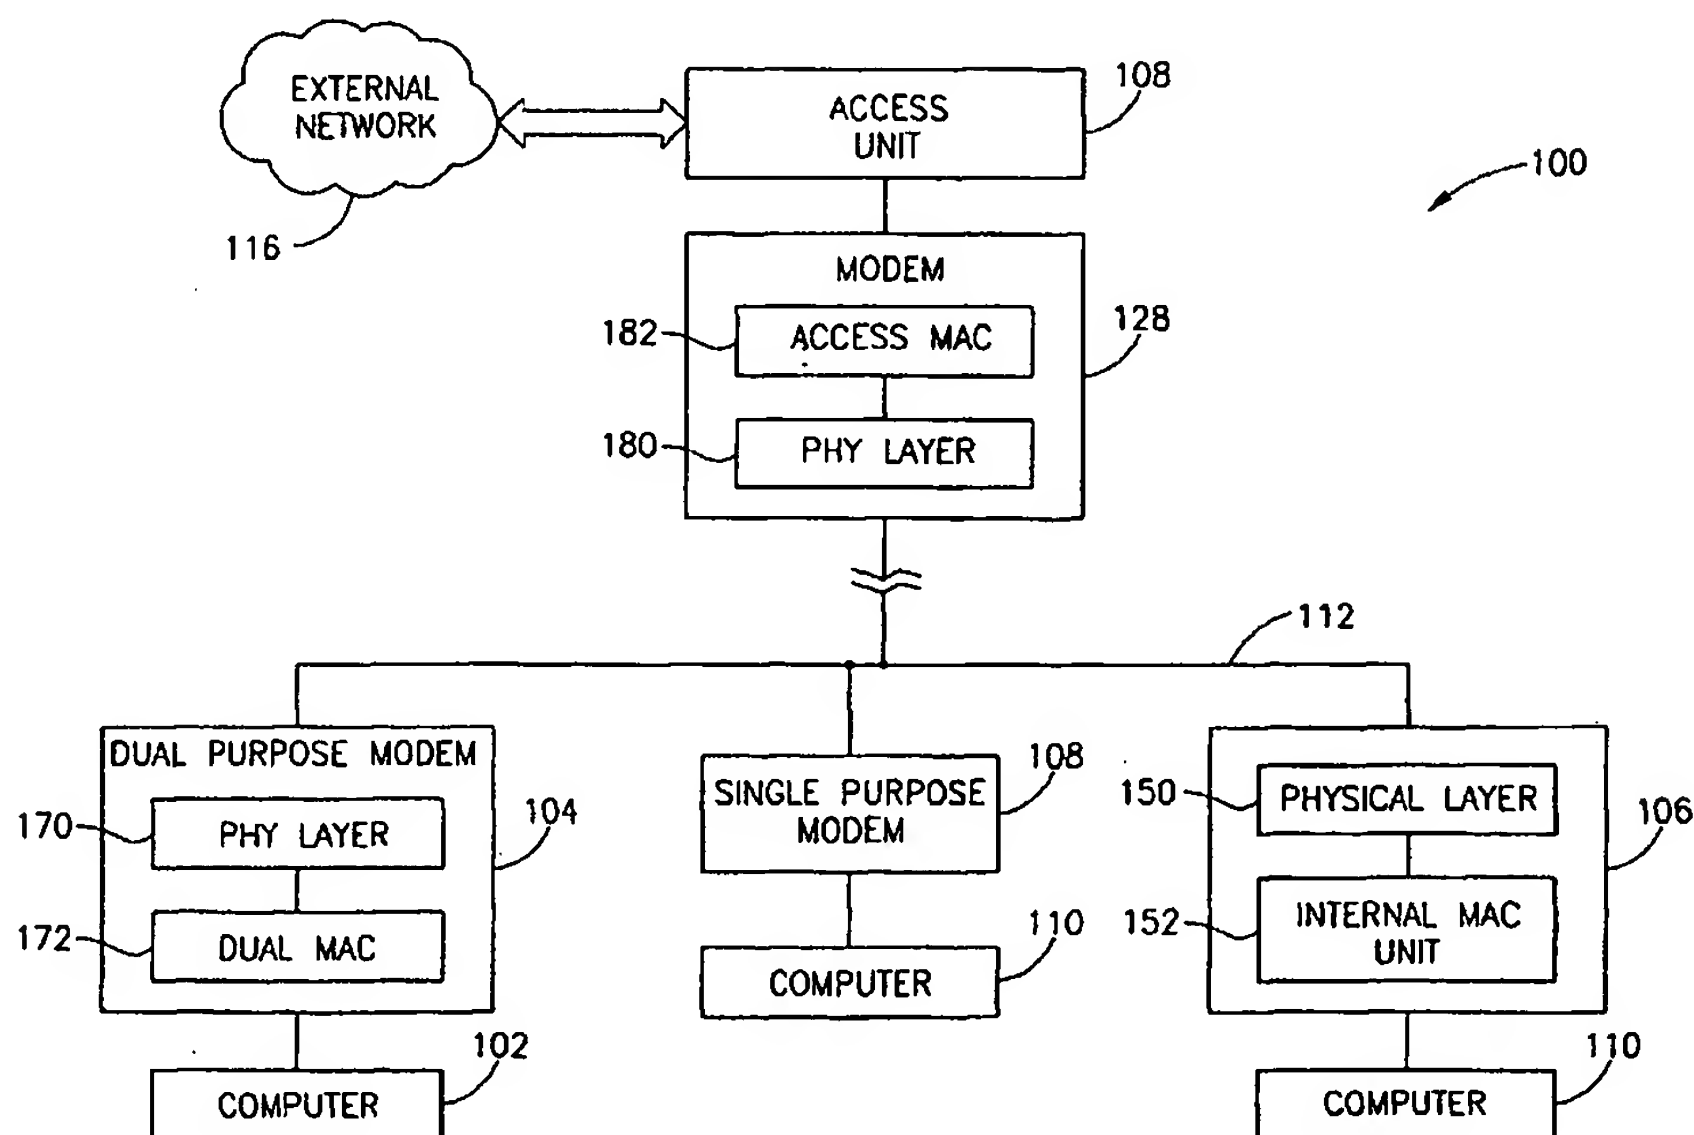 EXTERNAL
NETWORK
116
ACCESS
UNIT
108
100
MODEM
128
182
ACCESS MAC
180
PHY LAYER
112
DUAL PURPOSE MODEM
104
170
PHY LAYER
172
DUAL MAC
102
COMPUTER
SINGLE PURPOSE
MODEM
108
110
COMPUTER
106
150
PHYSICAL LAYER
152
INTERNAL MAC
UNIT
110
COMPUTER